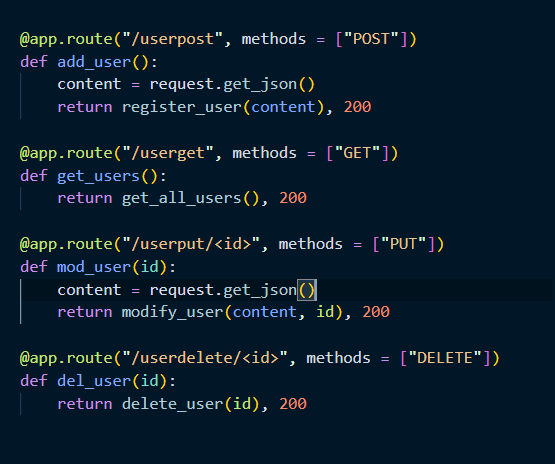 @app.route("/userpost", methods = ["POST"])
def add_user():
    content = request.get_json()
    return register_user(content), 200

@app.route("/userget", methods = ["GET"])
def get_users():
    return get_all_users(), 200

@app.route("/userput/<id>", methods = ["PUT"])
def mod_user(id):
    content = request.get_json()
    return modify_user(content, id), 200

@app.route("/userdelete/<id>", methods = ["DELETE"])
def del_user(id):
    return delete_user(id), 200